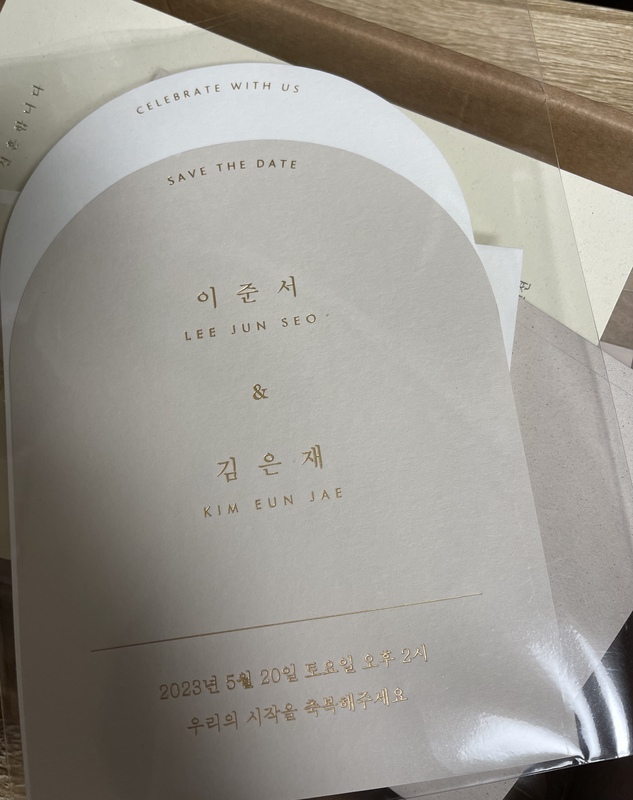 CELEBRATE WITH US
SAVE THE DATE
이준서
LEE JUN SEO
&
김은재
KIM EUN JAE
2023년 5월 20일 토요일 오후 2시
우리의 시작을 축복해주세요